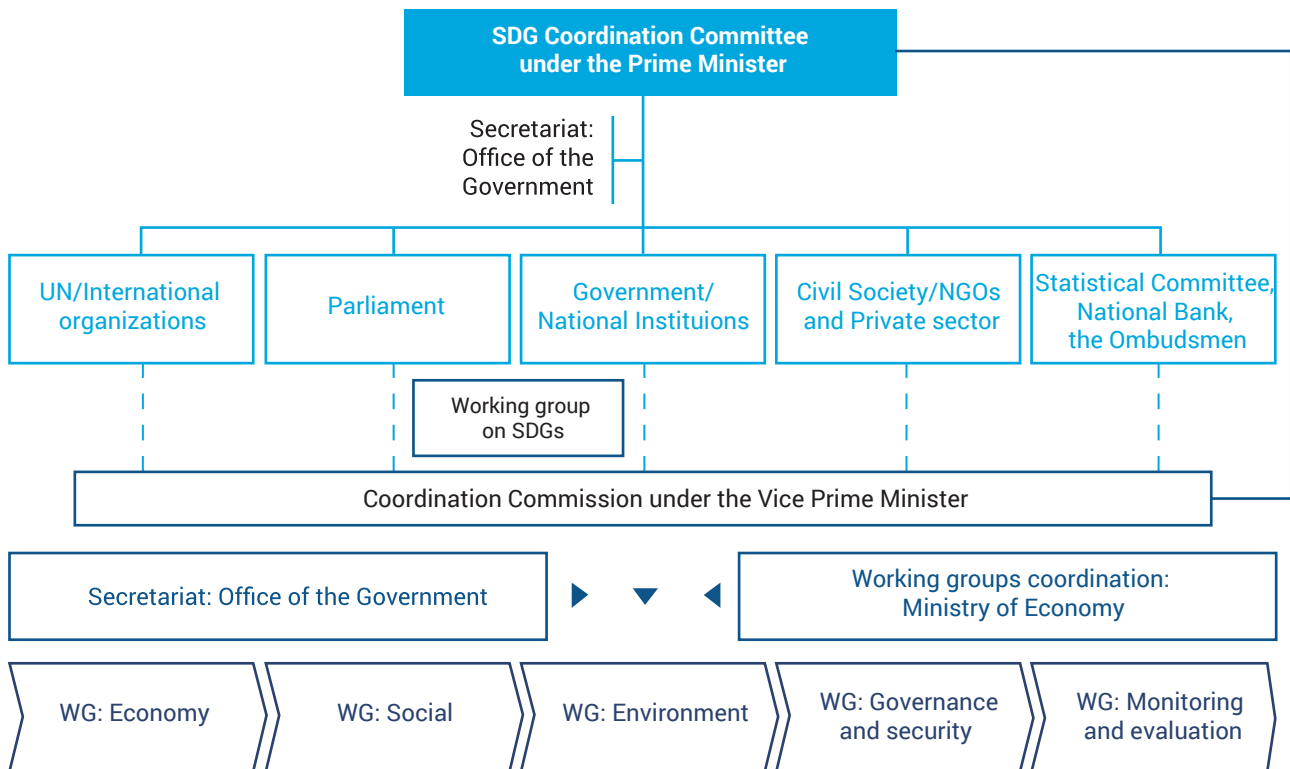 SDG Coordination Committee
under the Prime Minister
Secretariat:
Office of the
Government
UN/International
organizations
Parliament
Government/
National Instituions
Civil Society/NGOs
and Private sector
Statistical Committee,
National Bank,
the Ombudsmen
Working group
on SDGs
Coordination Commission under the Vice Prime Minister
Secretariat: Office of the Government
Working groups coordination:
Ministry of Economy
WG: Economy
WG: Social
WG: Environment
WG: Governance
and security
WG: Monitoring
and evaluation